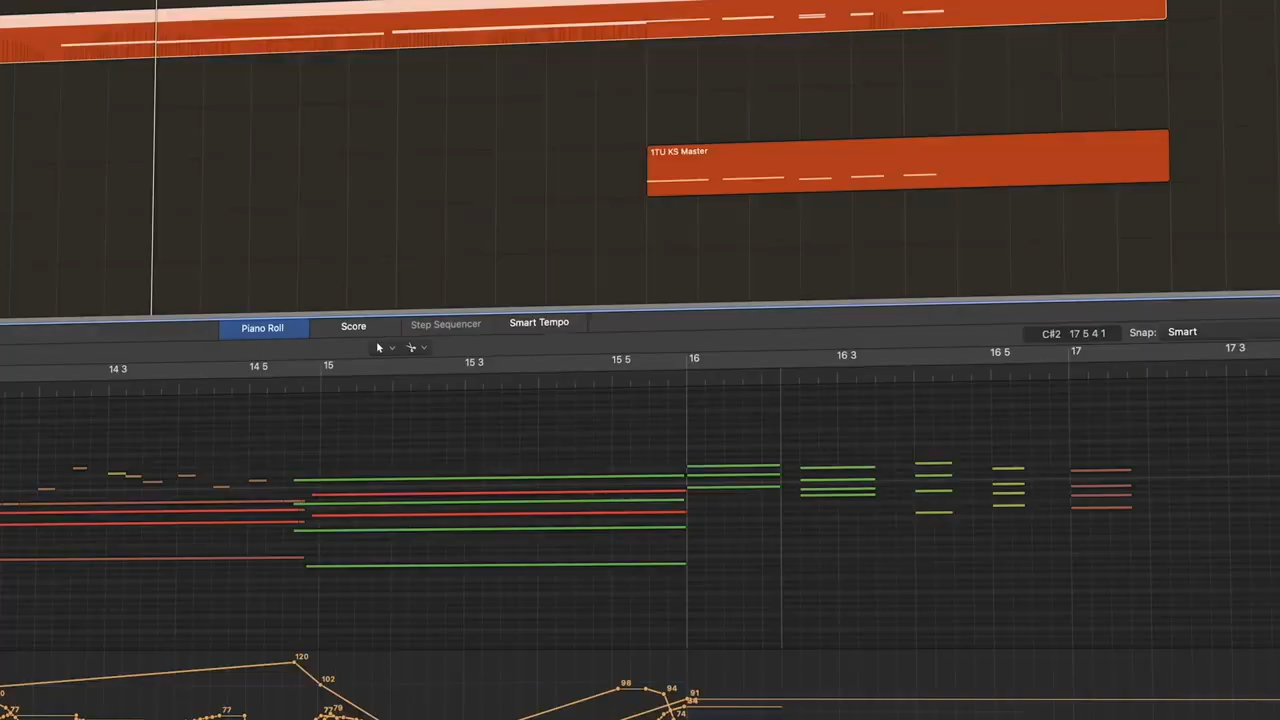 1TU KS Master
Piano Roll Score Step Sequencer Smart Tempo
C#2 17 5 4 1 Snap: Smart
14 3 14 5 15 15 3 15 5 16 16 3 16 5 17 17 3
120
102
98
94
91
84
74
77
77
79